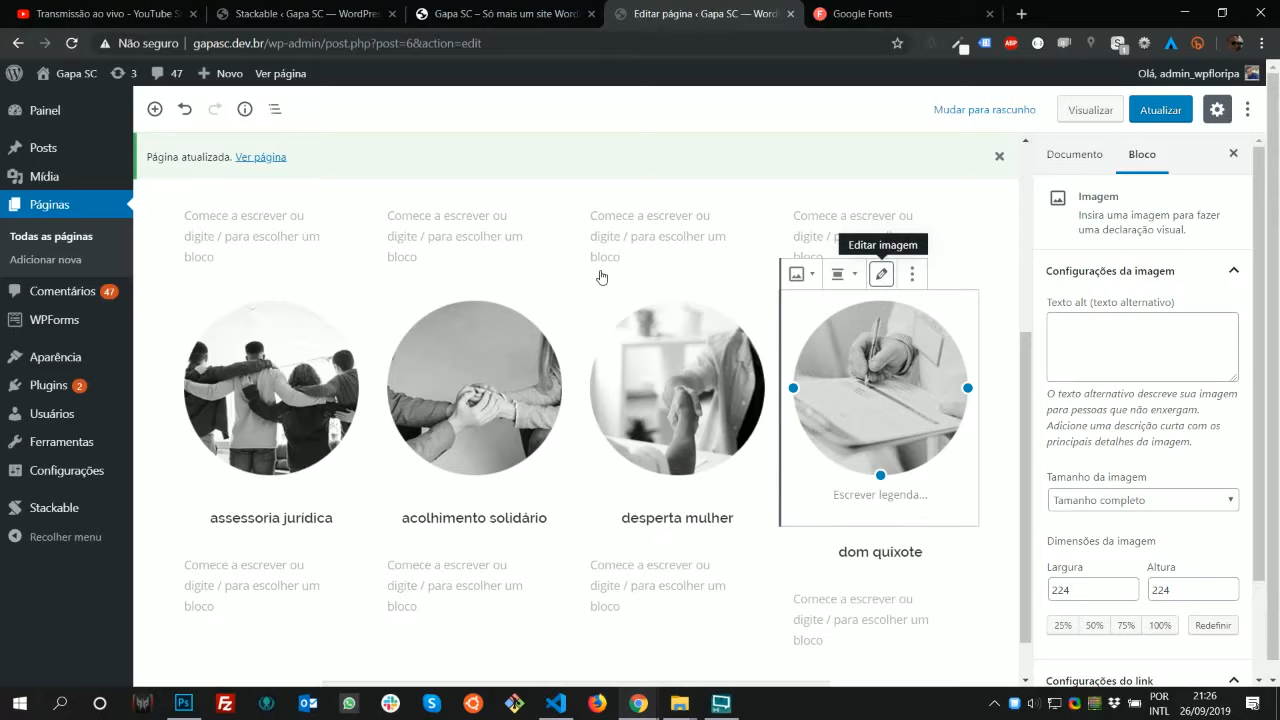 Transmissão ao vivo - YouTube S
Stackable ‹ Gapa SC — WordPres
Gapa SC – Só mais um site Word
Editar página ‹ Gapa SC — Word
Google Fonts
Não seguro
gapasc.dev.br/wp-admin/post.php?post=6&action=edit
Gapa SC
3
47
Novo
Ver página
Olá, admin_wpfloripa
Painel
Posts
Mídia
Páginas
Todas as páginas
Adicionar nova
Comentários 47
WPForms
Aparência
Plugins 2
Usuários
Ferramentas
Configurações
Stackable
Recolher menu
Mudar para rascunho
Visualizar
Atualizar
Página atualizada. Ver página
Comece a escrever ou
digite / para escolher um
bloco
Comece a escrever ou
digite / para escolher um
bloco
Comece a escrever ou
digite / para escolher um
bloco
Comece a escrever ou
digite / p
bloco
Editar imagem
Escrever legenda...
assessoria jurídica
acolhimento solidário
desperta mulher
dom quixote
Comece a escrever ou
digite / para escolher um
bloco
Comece a escrever ou
digite / para escolher um
bloco
Comece a escrever ou
digite / para escolher um
bloco
Comece a escrever ou
digite / para escolher um
bloco
Documento
Bloco
Imagem
Insira uma imagem para fazer
uma declaração visual.
Configurações da imagem
Texto alt (texto alternativo)
O texto alternativo descreve sua imagem
para pessoas que não enxergam.
Adicione uma descrição curta com os
principais detalhes da imagem.
Tamanho da imagem
Tamanho completo
Dimensões da imagem
Largura
Altura
224
224
25%
50%
75%
100%
Redefinir
Configurações do link
POR
INTL
21:26
26/09/2019